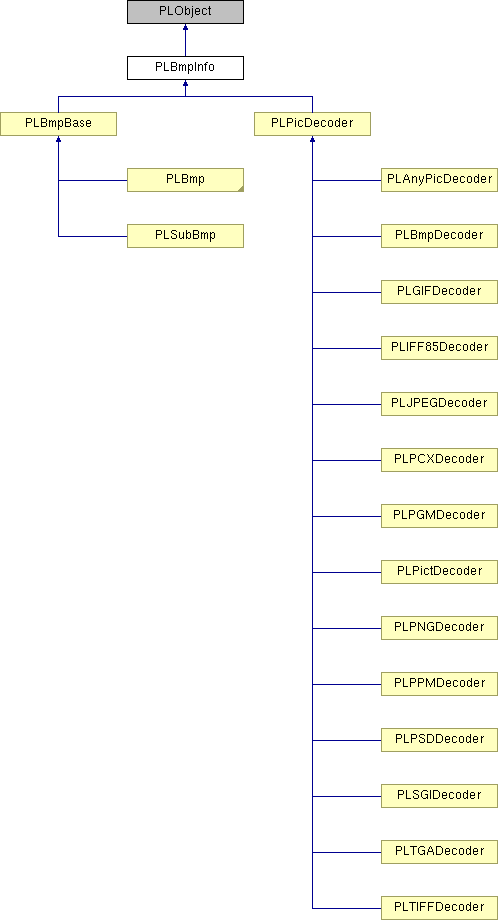 PLObject
PLBmpInfo
PLBmpBase
PLPicDecoder
PLBmp
PLAnyPicDecoder
PLSubBmp
PLBmpDecoder
PLGIFDecoder
PLIFF85Decoder
PLJPEGDecoder
PLPCXDecoder
PLPGMDecoder
PLPictDecoder
PLPNGDecoder
PLPPMDecoder
PLPSDDecoder
PLSGIDecoder
PLTGADecoder
PLTIFFDecoder